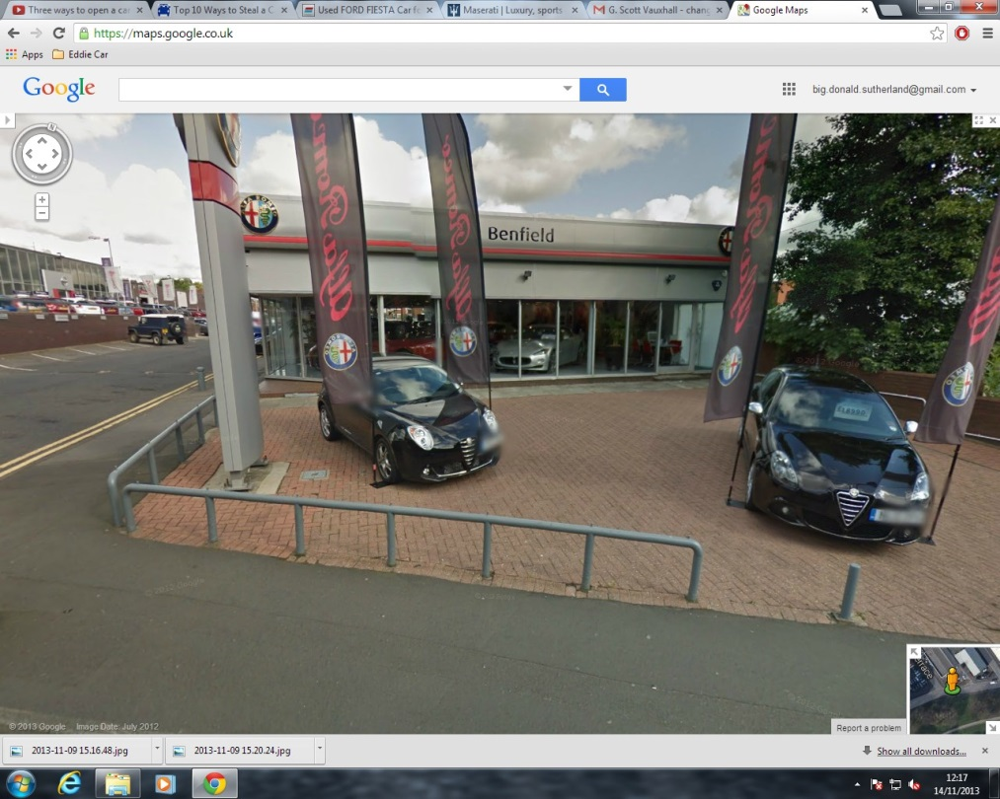 Three ways to open a car
Top 10 Ways to Steal a C
Used FORD FIESTA Car fo
Maserati | Luxury, sports
G. Scott Vauxhall - chang
Google Maps
https://maps.google.co.uk
Apps
Eddie Car
Google
big.donald.sutherland@gmail.com
N
Benfield
Alfa Romeo
Alfa Romeo
Alfa Romeo
© 2013 Google
Image Date: July 2012
Report a problem
2013-11-09 15.16.48.jpg
2013-11-09 15.20.24.jpg
Show all downloads...
12:17
14/11/2013